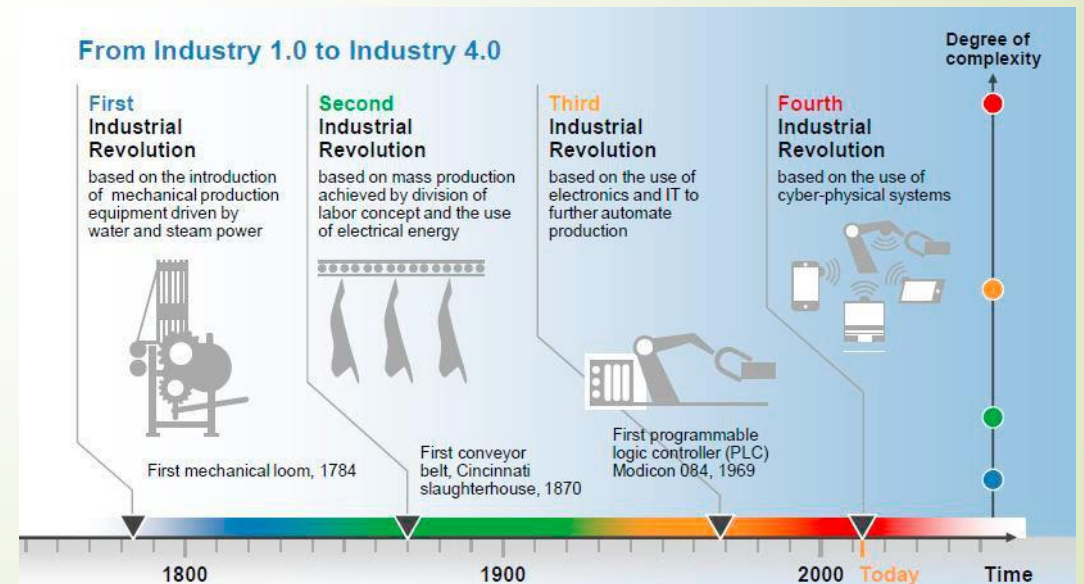 From Industry 1.0 to Industry 4.0
Degree of
complexity
First
Industrial
Revolution
based on the introduction
of mechanical production
equipment driven by
water and steam power
Second
Industrial
Revolution
based on mass production
achieved by division of
labor concept and the use
of electrical energy
Third
Industrial
Revolution
based on the use of
electronics and IT to
further automate
production
Fourth
Industrial
Revolution
based on the use of
cyber-physical systems
First mechanical loom, 1784
First conveyor
belt, Cincinnati
slaughterhouse, 1870
First programmable
logic controller (PLC)
Modicon 084, 1969
1800
1900
2000
Today
Time